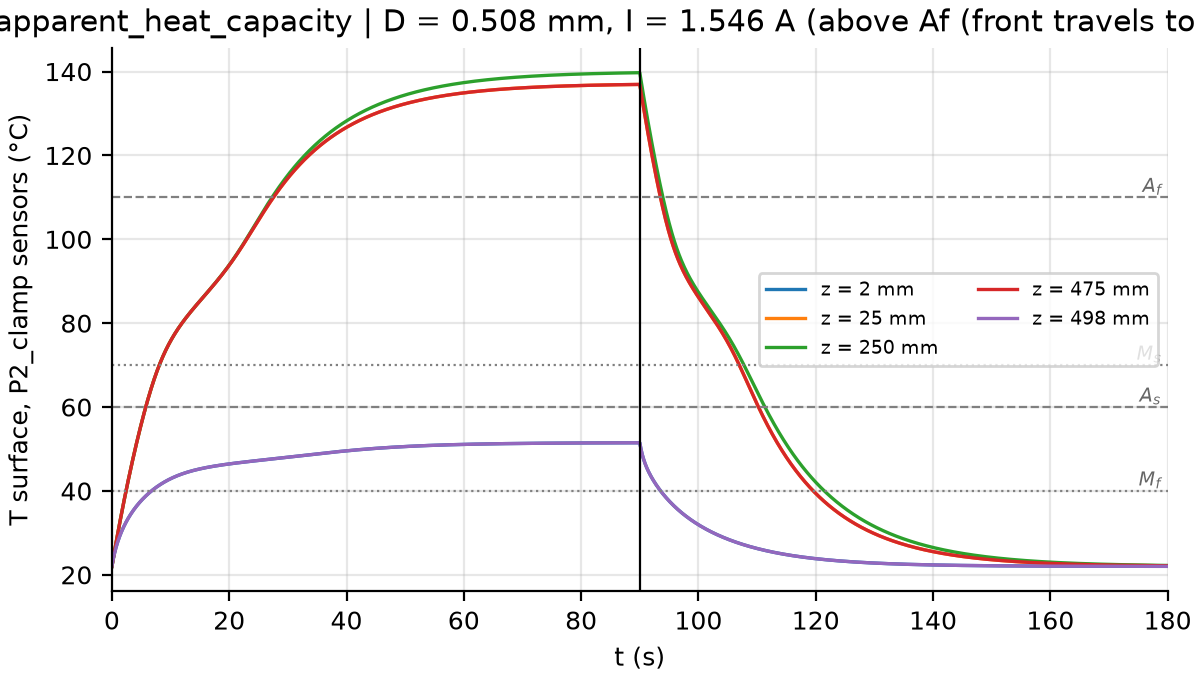 apparent_heat_capacity | D = 0.508 mm, I = 1.546 A (above Af (front travels to
T surface, P2_clamp sensors (°C)
140
120
100
80
60
40
20
A_f
M_s
A_s
M_f
z = 2 mm
z = 25 mm
z = 250 mm
z = 475 mm
z = 498 mm
0 20 40 60 80 100 120 140 160 180
t (s)